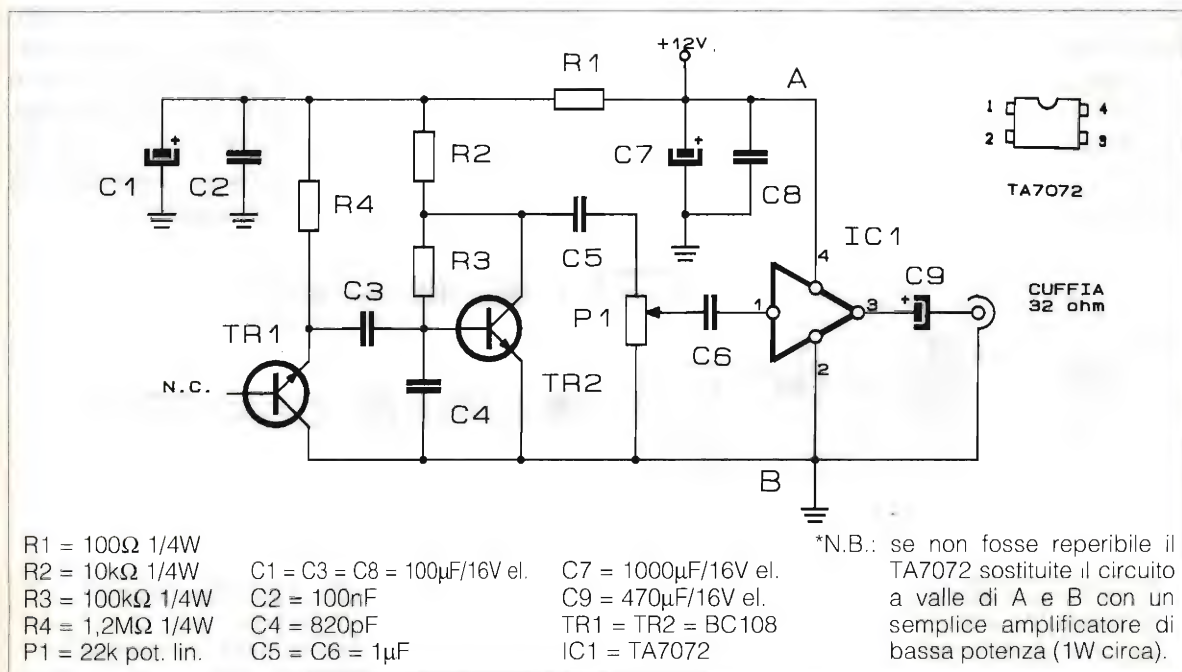 +12V.
R1
A
1
4
2
3
TA7072
C1
C2
R4
R2
C7
C8
R3
C5
IC1
4
C3
P1
C6
1
3
C9
+
CUFFIA
32 ohm
TR1
N.C.
C4
TR2
2
B
R1 = 100Ω 1/4W
R2 = 10kΩ 1/4W
R3 = 100kΩ 1/4W
R4 = 1,2MΩ 1/4W
P1 = 22k pot. lin.
C1 = C3 = C8 = 100µF/16V el.
C2 = 100nF
C4 = 820pF
C5 = C6 = 1µF
C7 = 1000µF/16V el.
C9 = 470µF/16V el.
TR1 = TR2 = BC108
IC1 = TA7072
*N.B.: se non fosse reperibile il
TA7072 sostituite il circuito
a valle di A e B con un
semplice amplificatore di
bassa potenza (1W circa).